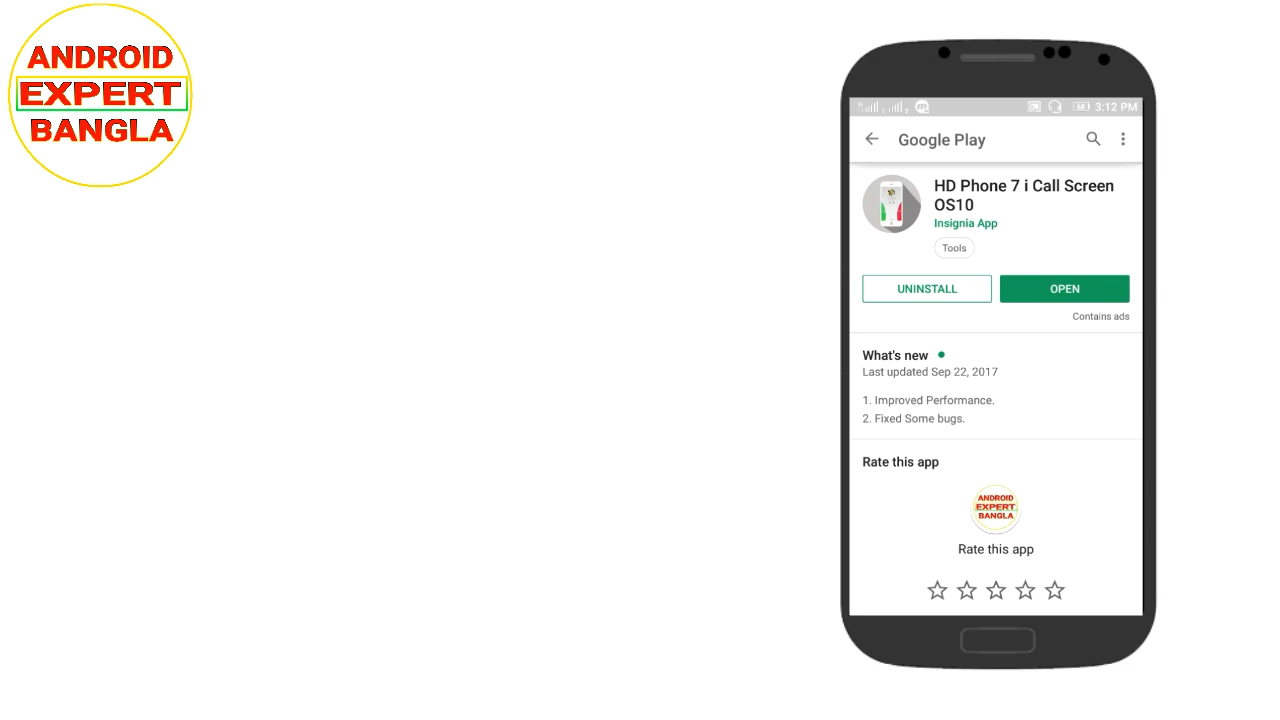 ANDROID
EXPERT
BANGLA
3:12 PM
Google Play
HD Phone 7 i Call Screen
OS10
Insignia App
Tools
UNINSTALL
OPEN
Contains ads
What's new
Last updated Sep 22, 2017
1. Improved Performance.
2. Fixed Some bugs.
Rate this app
ANDROID
EXPERT
BANGLA
Rate this app